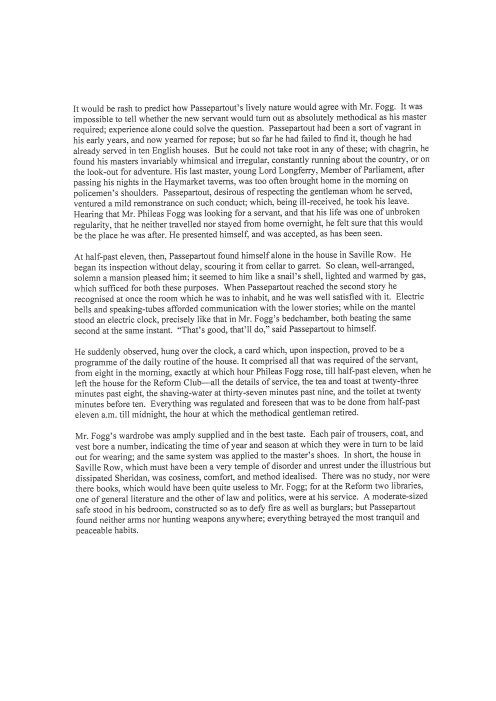 It would be rash to predict how Passepartout's lively nature would agree with Mr. Fogg. It was
impossible to tell whether the new servant would turn out as absolutely methodical as his master
required; experience alone could solve the question. Passepartout had been a sort of vagrant in
his early years, and now yearned for repose; but so far he had failed to find it, though he had
already served in ten English houses. But he could not take root in any of these; with chagrin, he
found his masters invariably whimsical and irregular, constantly running about the country, or on
the look-out for adventure. His last master, young Lord Longferry, Member of Parliament, after
passing his nights in the Haymarket taverns, was too often brought home in the morning on
policemen's shoulders. Passepartout, desirous of respecting the gentleman whom he served,
ventured a mild remonstrance on such conduct; which, being ill-received, he took his leave.
Hearing that Mr. Phileas Fogg was looking for a servant, and that his life was one of unbroken
regularity, that he neither travelled nor stayed from home overnight, he felt sure that this would
be the place he was after. He presented himself, and was accepted, as has been seen.
At half-past eleven, then, Passepartout found himself alone in the house in Saville Row. He
began its inspection without delay, scouring it from cellar to garret. So clean, well-arranged,
solemn a mansion pleased him; it seemed to him like a snail's shell, lighted and warmed by gas,
which sufficed for both these purposes. When Passepartout reached the second story he
recognised at once the room which he was to inhabit, and he was well satisfied with it. Electric
bells and speaking-tubes afforded communication with the lower stories; while on the mantel
stood an electric clock, precisely like that in Mr. Fogg's bedchamber, both beating the same
second at the same instant. "That's good, that'll do," said Passepartout to himself.
He suddenly observed, hung over the clock, a card which, upon inspection, proved to be a
programme of the daily routine of the house. It comprised all that was required of the servant,
from eight in the morning, exactly at which hour Phileas Fogg rose, till half-past eleven, when he
left the house for the Reform Club—all the details of service, the tea and toast at twenty-three
minutes past eight, the shaving-water at thirty-seven minutes past nine, and the toilet at twenty
minutes before ten. Everything was regulated and foreseen that was to be done from half-past
eleven a.m. till midnight, the hour at which the methodical gentleman retired.
Mr. Fogg's wardrobe was amply supplied and in the best taste. Each pair of trousers, coat, and
vest bore a number, indicating the time of year and season at which they were in turn to be laid
out for wearing; and the same system was applied to the master's shoes. In short, the house in
Saville Row, which must have been a very temple of disorder and unrest under the illustrious but
dissipated Sheridan, was cosiness, comfort, and method idealised. There was no study, nor were
there books, which would have been quite useless to Mr. Fogg; for at the Reform two libraries,
one of general literature and the other of law and politics, were at his service. A moderate-sized
safe stood in his bedroom, constructed so as to defy fire as well as burglars; but Passepartout
found neither arms nor hunting weapons anywhere; everything betrayed the most tranquil and
peaceable habits.